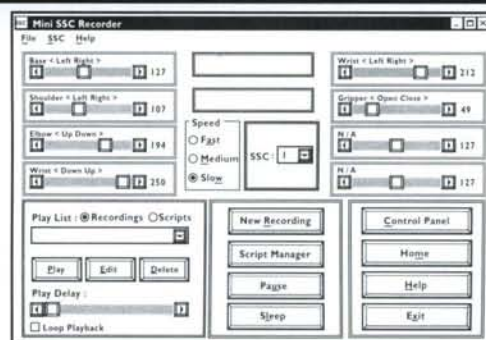 Mini SSC Recorder
File SSC Help
Base < Left Right >
127
Shoulder < Left Right >
107
Elbow < Up Down >
194
Wrist < Down Up >
250
Speed
Fast
Medium
Slow
SSC: 1
Wrist < Left Right >
212
Gripper < Open Close >
49
N/A
127
N/A
127
Play List : Recordings Scripts
Play Edit Delete
Play Delay :
Loop Playback
New Recording
Script Manager
Pause
Sleep
Control Panel
Home
Help
Exit